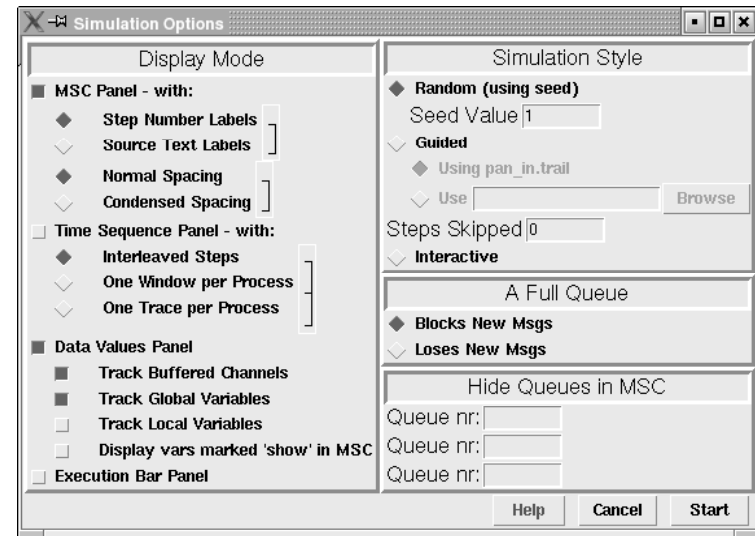 Simulation Options
Display Mode
MSC Panel - with:
Step Number Labels
Source Text Labels
Normal Spacing
Condensed Spacing
Time Sequence Panel - with:
Interleaved Steps
One Window per Process
One Trace per Process
Data Values Panel
Track Buffered Channels
Track Global Variables
Track Local Variables
Display vars marked 'show' in MSC
Execution Bar Panel
Simulation Style
Random (using seed)
Seed Value 1
Guided
Using pan_in.trail
Use Browse
Steps Skipped 0
Interactive
A Full Queue
Blocks New Msgs
Loses New Msgs
Hide Queues in MSC
Queue nr:
Queue nr:
Queue nr:
Help Cancel Start